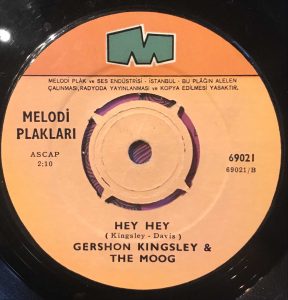 M
MELODİ PLÂK ve SES ENDÜSTRİSİ - İSTANBUL - BU PLÂĞIN ALELEN
ÇALINMASI, RADYODA YAYINLANMASI ve KOPYA EDİLMESİ YASAKTIR.
MELODİ
PLAKLARI
ASCAP
2:10
69021
69021/B
HEY HEY
(Kingsley - Davis)
GERSHON KINGSLEY &
THE MOOG